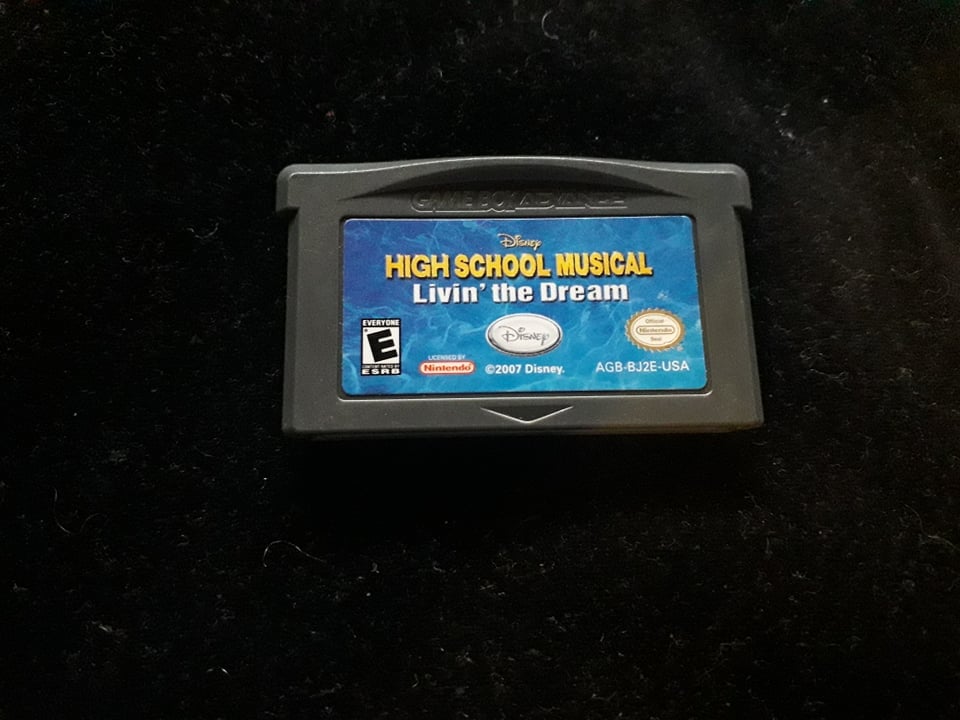 GAME BOY ADVANCE
Disney
HIGH SCHOOL MUSICAL
Livin' the Dream
EVERYONE
E
CONTENT RATED BY
ESRB
LICENSED BY
Nintendo
Disney
©2007 Disney.
Official
Nintendo
Seal
AGB-BJ2E-USA